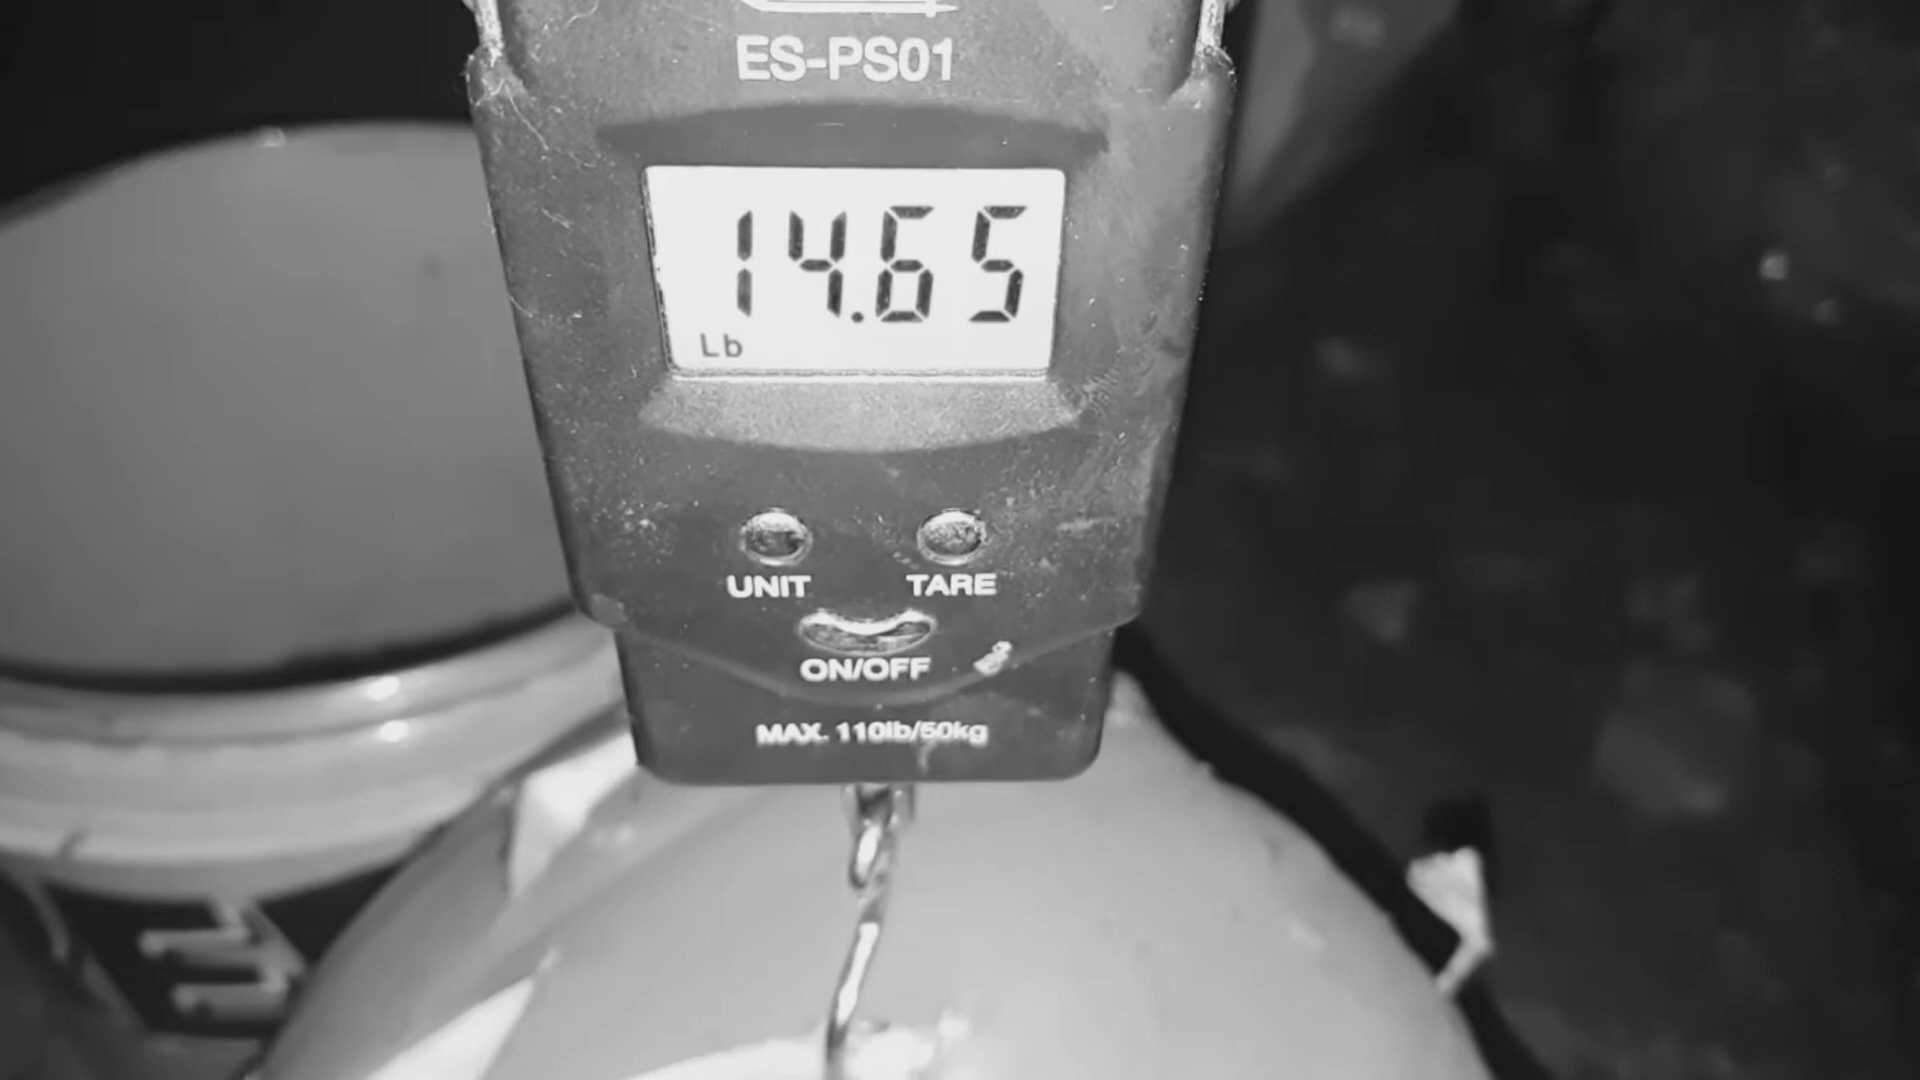 ES-PS01
14.65
Lb
UNIT TARE
ON/OFF
MAX. 110lb/50kg